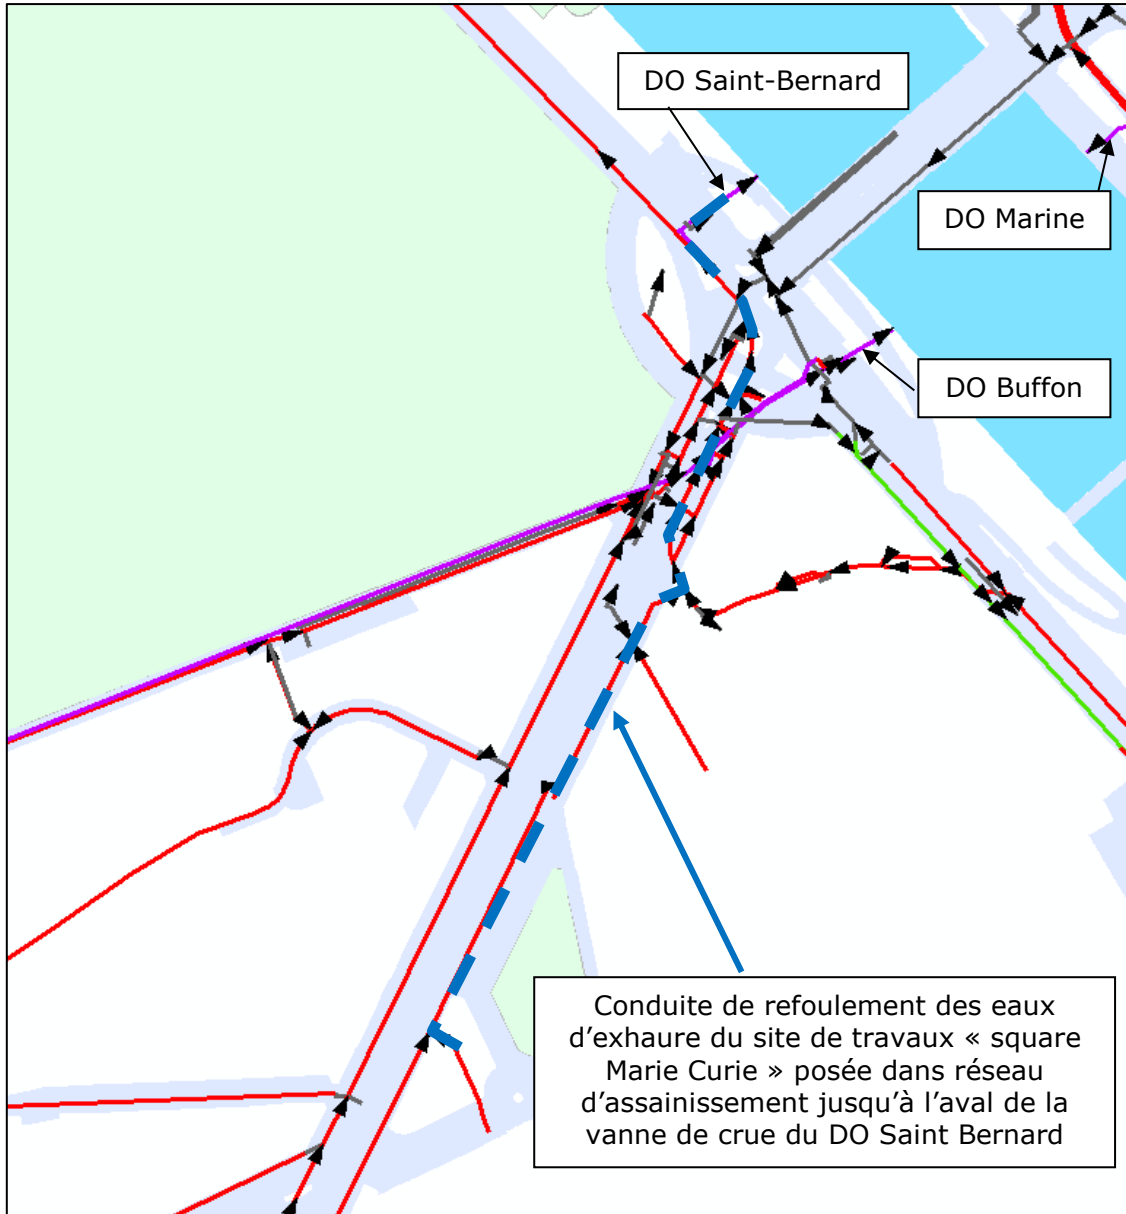 DO Saint-Bernard
DO Marine
DO Buffon
Conduite de refoulement des eaux
d’exhaure du site de travaux « square
Marie Curie » posée dans réseau
d’assainissement jusqu’à l’aval de la
vanne de crue du DO Saint Bernard